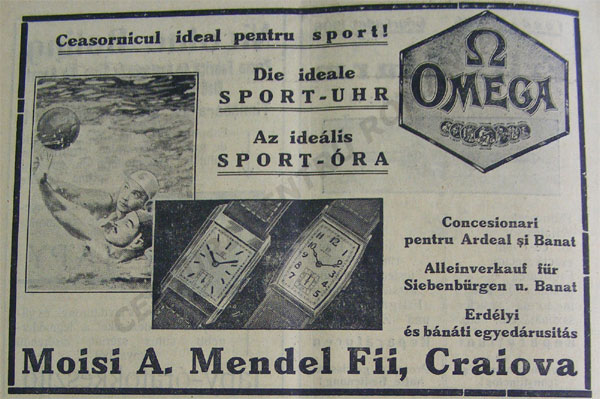 Ceasornicul ideal pentru sport!
Die ideale
SPORT-UHR
Az ideális
SPORT-ÓRA
Ω
OMEGA
Concesionari
pentru Ardeal și Banat
Alleinverkauf für
Siebenbürgen u. Banat
Erdélyi
és bánáti egyedárusitás
Moisi A. Mendel Fii, Craiova